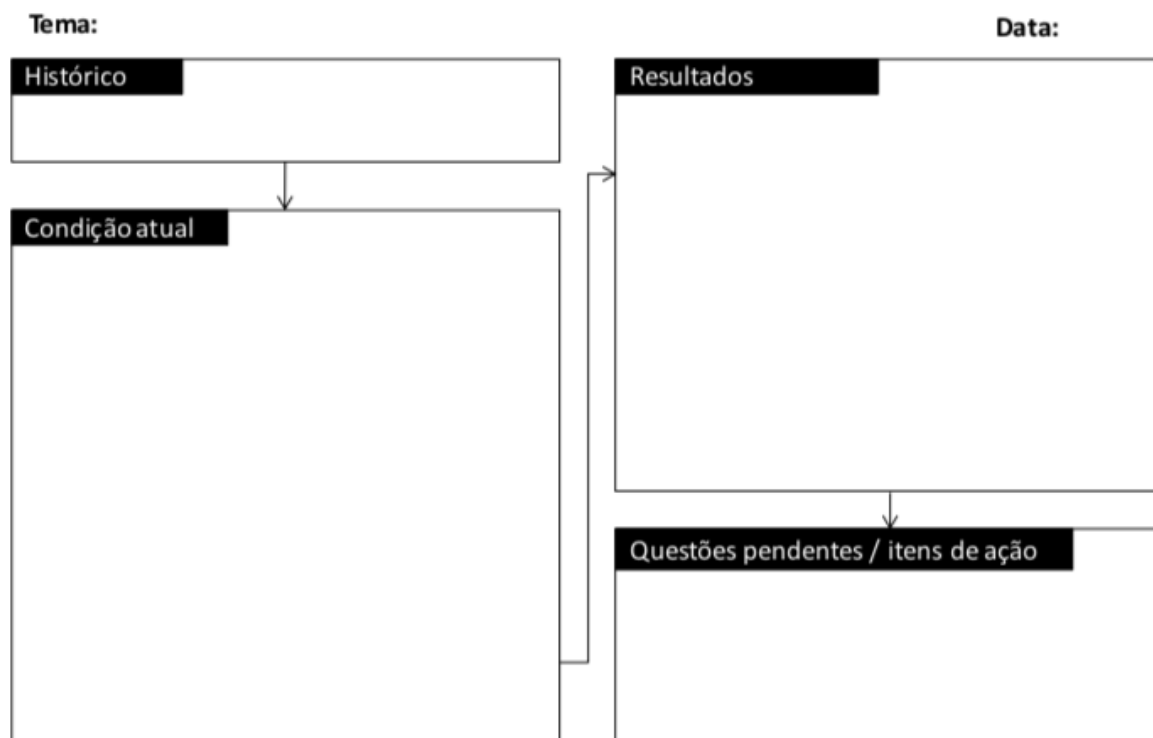 Tema:
Data:
Histórico
Condição atual
Resultados
Questões pendentes / itens de ação